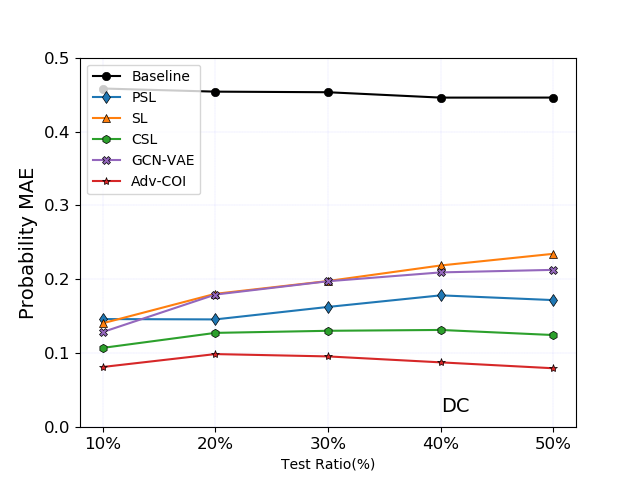 Probability MAE
0.5
0.4
0.3
0.2
0.1
0.0
Baseline
PSL
SL
CSL
GCN-VAE
Adv-COI
DC
10%
20%
30%
40%
50%
Test Ratio(%)